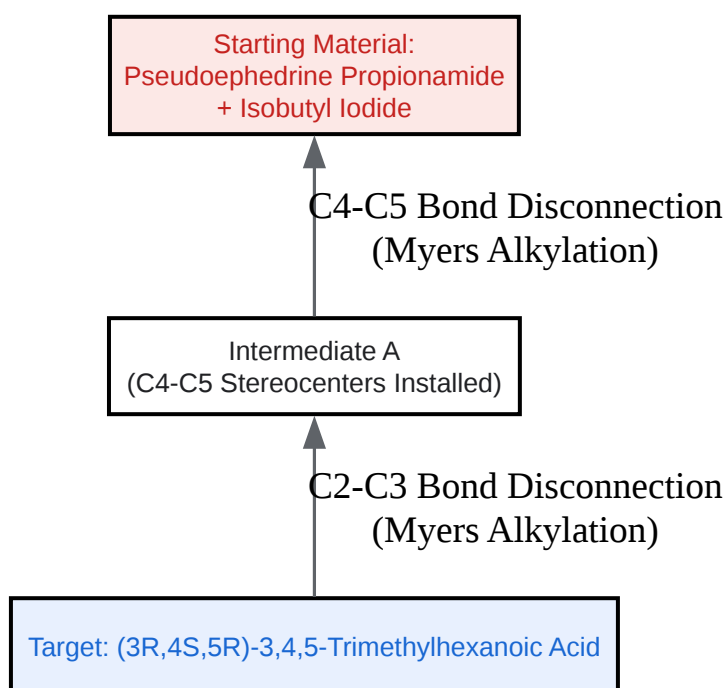 Starting Material:
Pseudoephedrine Propionamide
+ Isobutyl Iodide
C4-C5 Bond Disconnection
(Myers Alkylation)
Intermediate A
(C4-C5 Stereocenters Installed)
C2-C3 Bond Disconnection
(Myers Alkylation)
Target: (3R,4S,5R)-3,4,5-Trimethylhexanoic Acid